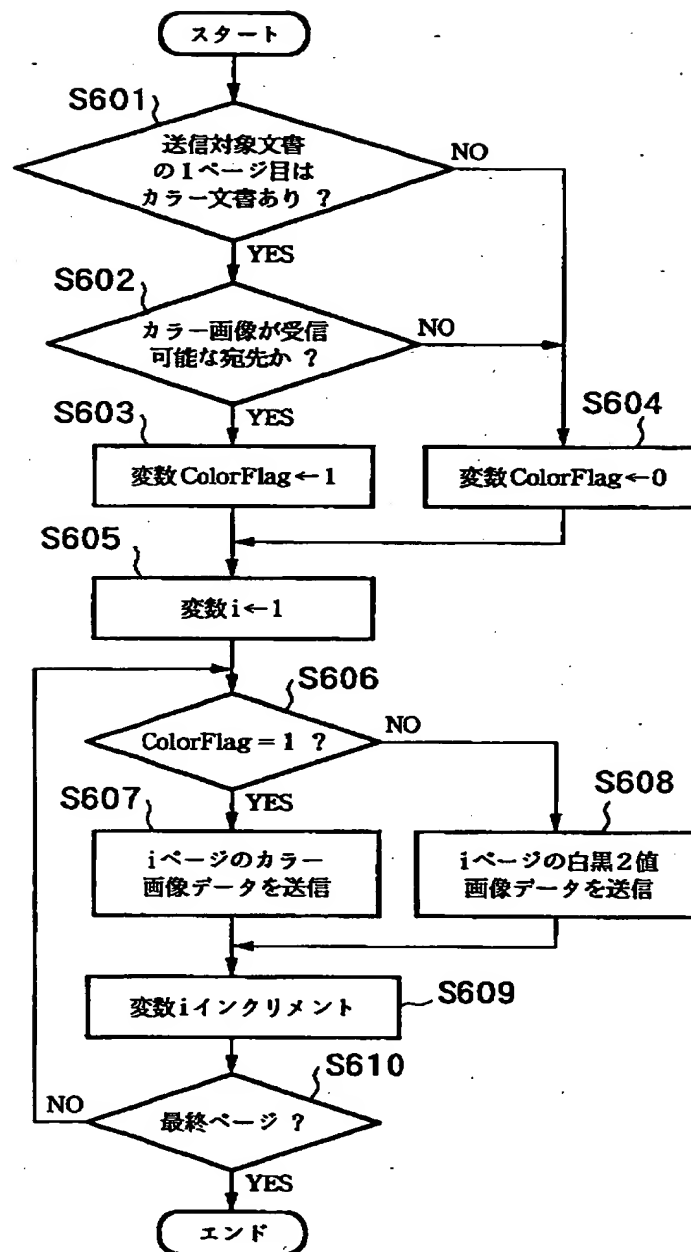 スタート
S601
送信対象文書
の1ページ目は
カラー文書あり ?
NO
YES
S602
カラー画像が受信
可能な宛先か ?
NO
YES
S603
変数ColorFlag←1
S604
変数ColorFlag←0
S605
変数i←1
S606
ColorFlag = 1 ?
NO
YES
S607
iページのカラー
画像データを送信
S608
iページの白黒2値
画像データを送信
S609
変数iインクリメント
S610
最終ページ ?
NO
YES
エンド